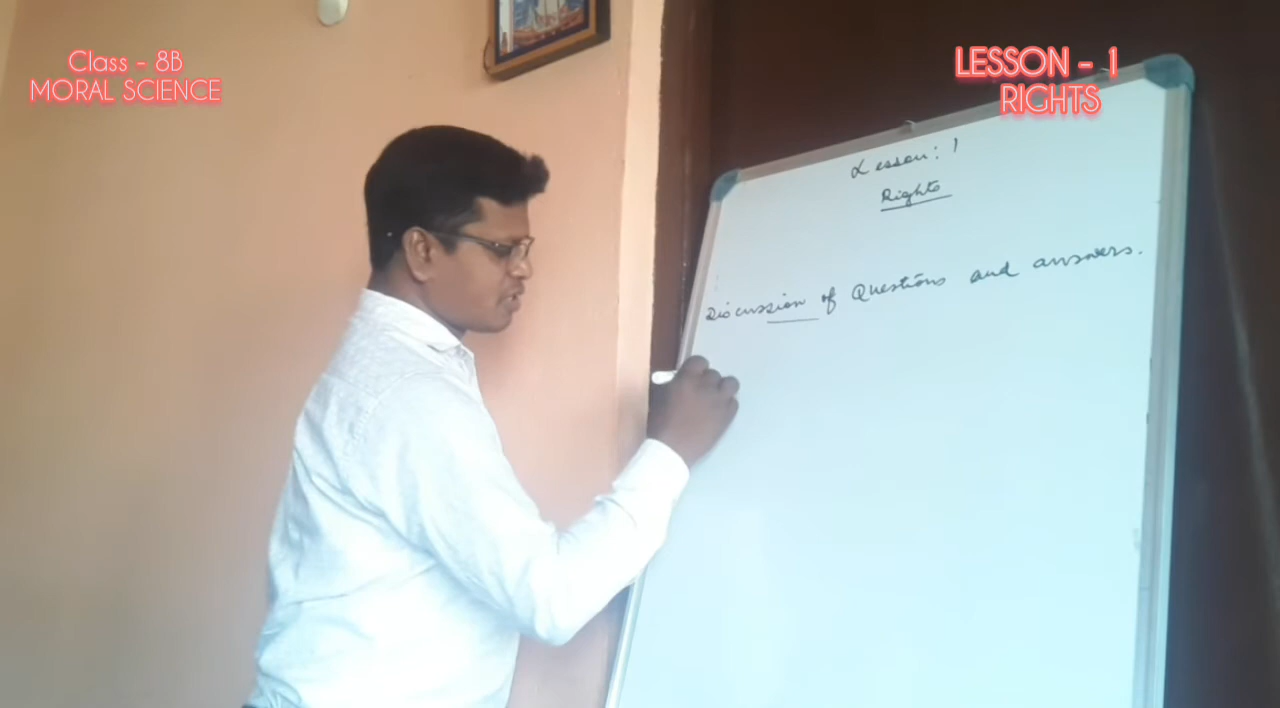 Class - 8B
MORAL SCIENCE
LESSON - 1
RIGHTS
Lesson: 1
Rights
Discussion of Questions and answers.